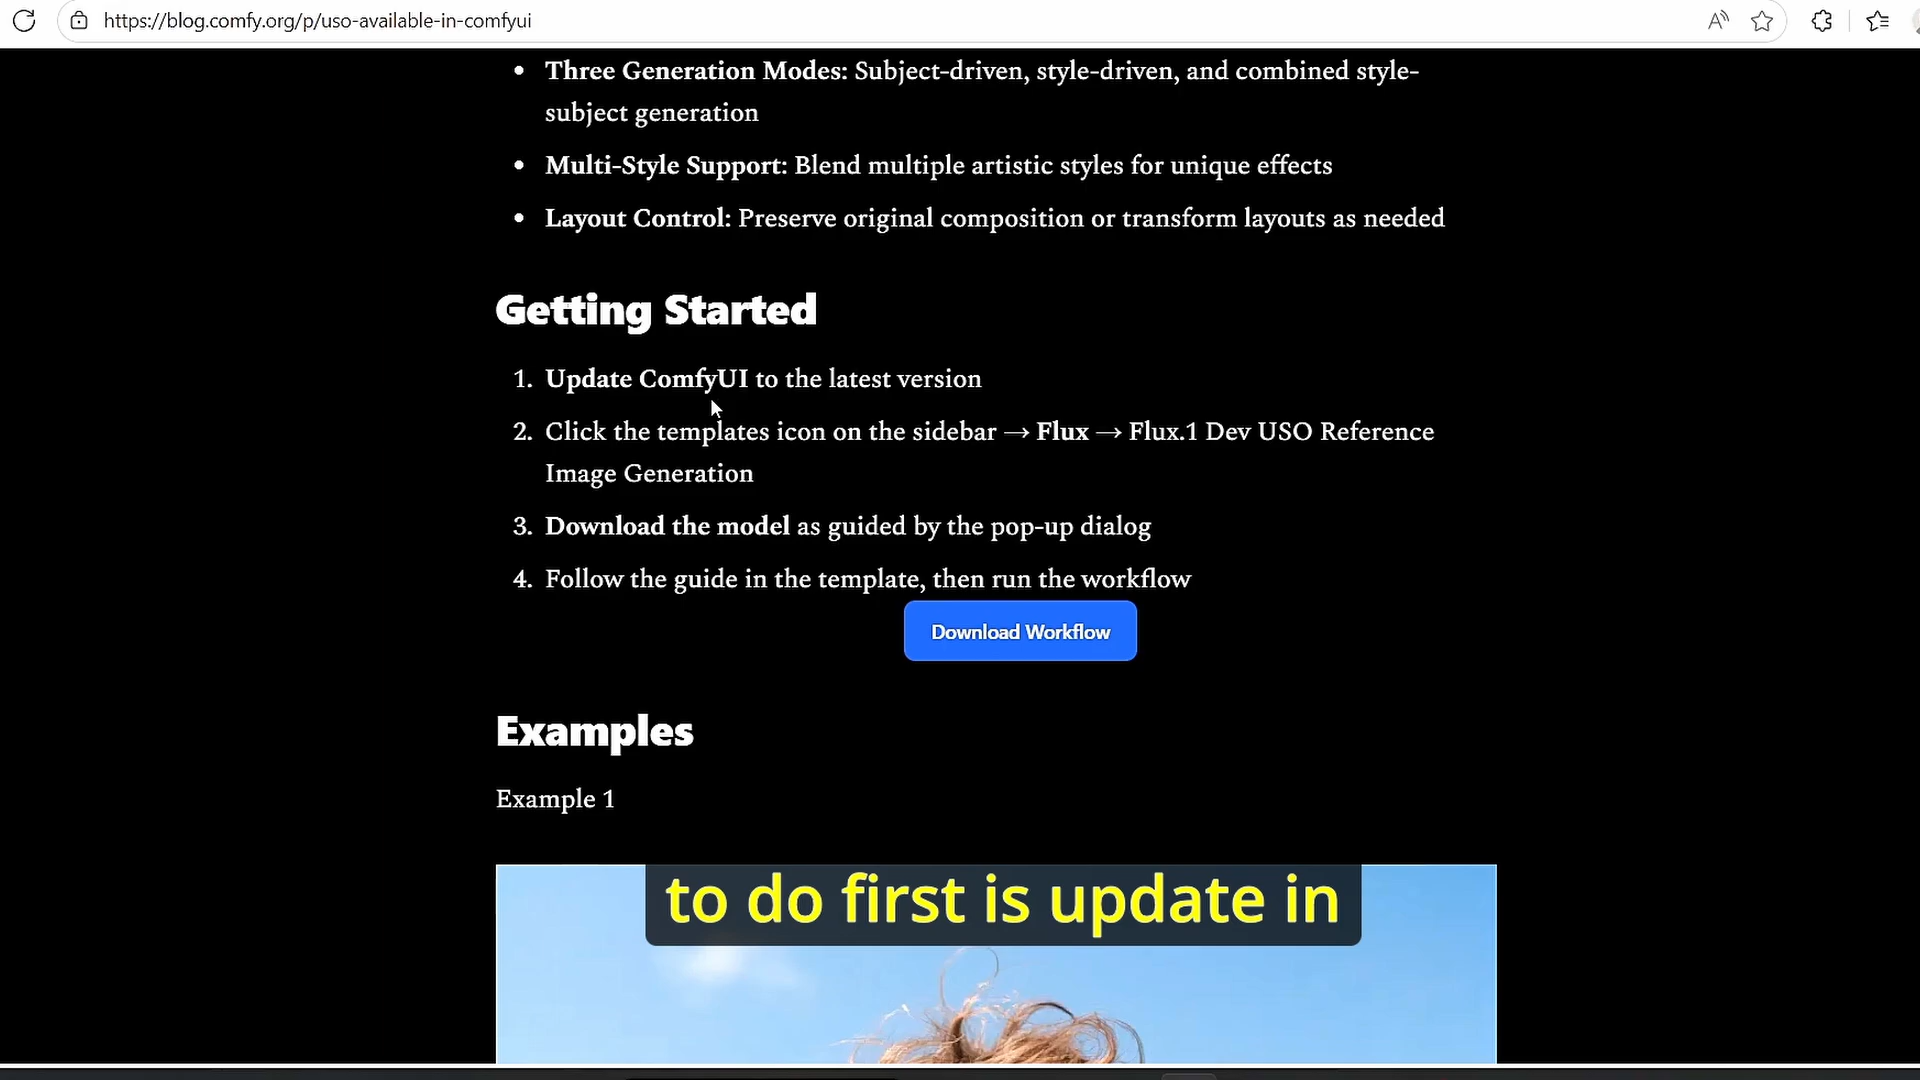 https://blog.comfy.org/p/uso-available-in-comfyui
• Three Generation Modes: Subject-driven, style-driven, and combined style-
subject generation
• Multi-Style Support: Blend multiple artistic styles for unique effects
• Layout Control: Preserve original composition or transform layouts as needed
Getting Started
1. Update ComfyUI to the latest version
2. Click the templates icon on the sidebar → Flux → Flux.1 Dev USO Reference
Image Generation
3. Download the model as guided by the pop-up dialog
4. Follow the guide in the template, then run the workflow
Download Workflow
Examples
Example 1
to do first is update in